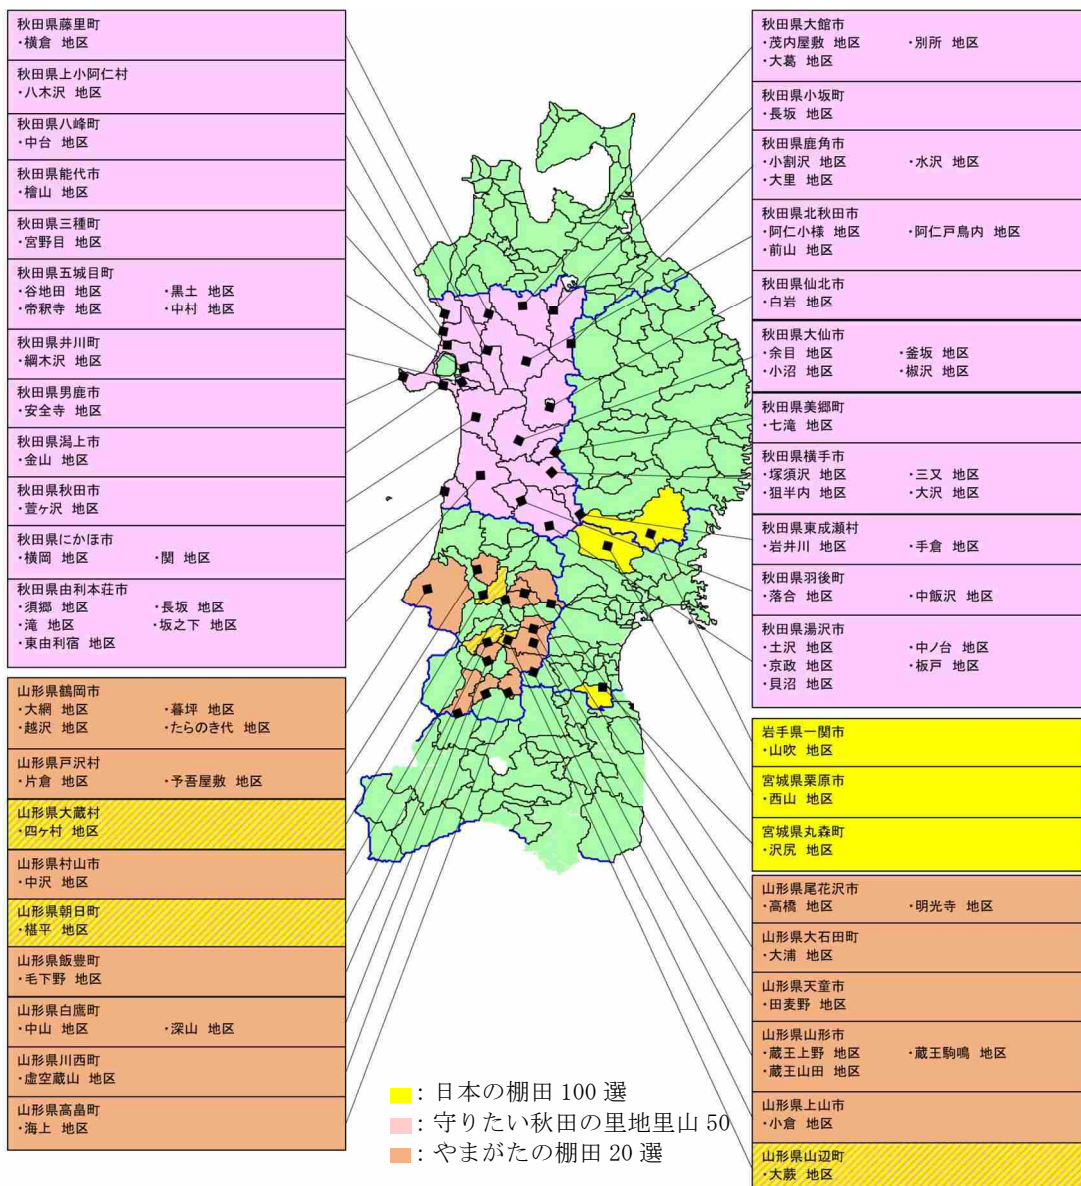 秋田県藤里町
・横倉 地区
秋田県上小阿仁村
・八木沢 地区
秋田県八峰町
・中台 地区
秋田県能代市
・檜山 地区
秋田県三種町
・宮野目 地区
秋田県五城目町
・谷地田 地区 ・黒土 地区
・帝釈寺 地区 ・中村 地区
秋田県井川町
・綱木沢 地区
秋田県男鹿市
・安全寺 地区
秋田県潟上市
・金山 地区
秋田県秋田市
・萱ヶ沢 地区
秋田県にかほ市
・横岡 地区 ・関 地区
秋田県由利本荘市
・須郷 地区 ・長坂 地区
・滝 地区 ・坂之下 地区
・東由利宿 地区
山形県鶴岡市
・大網 地区 ・暮坪 地区
・越沢 地区 ・たらのき代 地区
山形県戸沢村
・片倉 地区 ・予吾屋敷 地区
山形県大蔵村
・四ヶ村 地区
山形県村山市
・中沢 地区
山形県朝日町
・椹平 地区
山形県飯豊町
・毛下野 地区
山形県白鷹町
・中山 地区 ・深山 地区
山形県川西町
・虚空蔵山 地区
山形県高畠町
・海上 地区
秋田県大館市
・茂内屋敷 地区 ・別所 地区
・大葛 地区
秋田県小坂町
・長坂 地区
秋田県鹿角市
・小割沢 地区 ・水沢 地区
・大里 地区
秋田県北秋田市
・阿仁小様 地区 ・阿仁戸鳥内 地区
・前山 地区
秋田県仙北市
・白岩 地区
秋田県大仙市
・余目 地区 ・釜坂 地区
・小沼 地区 ・椒沢 地区
秋田県美郷町
・七滝 地区
秋田県横手市
・塚須沢 地区 ・三又 地区
・狙半内 地区 ・大沢 地区
秋田県東成瀬村
・岩井川 地区 ・手倉 地区
秋田県羽後町
・落合 地区 ・中飯沢 地区
秋田県湯沢市
・土沢 地区 ・中ノ台 地区
・京政 地区 ・板戸 地区
・貝沼 地区
岩手県一関市
・山吹 地区
宮城県栗原市
・西山 地区
宮城県丸森町
・沢尻 地区
山形県尾花沢市
・高橋 地区 ・明光寺 地区
山形県大石田町
・大浦 地区
山形県天童市
・田麦野 地区
山形県山形市
・蔵王上野 地区 ・蔵王駒鳴 地区
・蔵王山田 地区
山形県上山市
・小倉 地区
山形県山辺町
・大蕨 地区
：日本の棚田 100 選
：守りたい秋田の里地里山 50
：やまがたの棚田 20 選